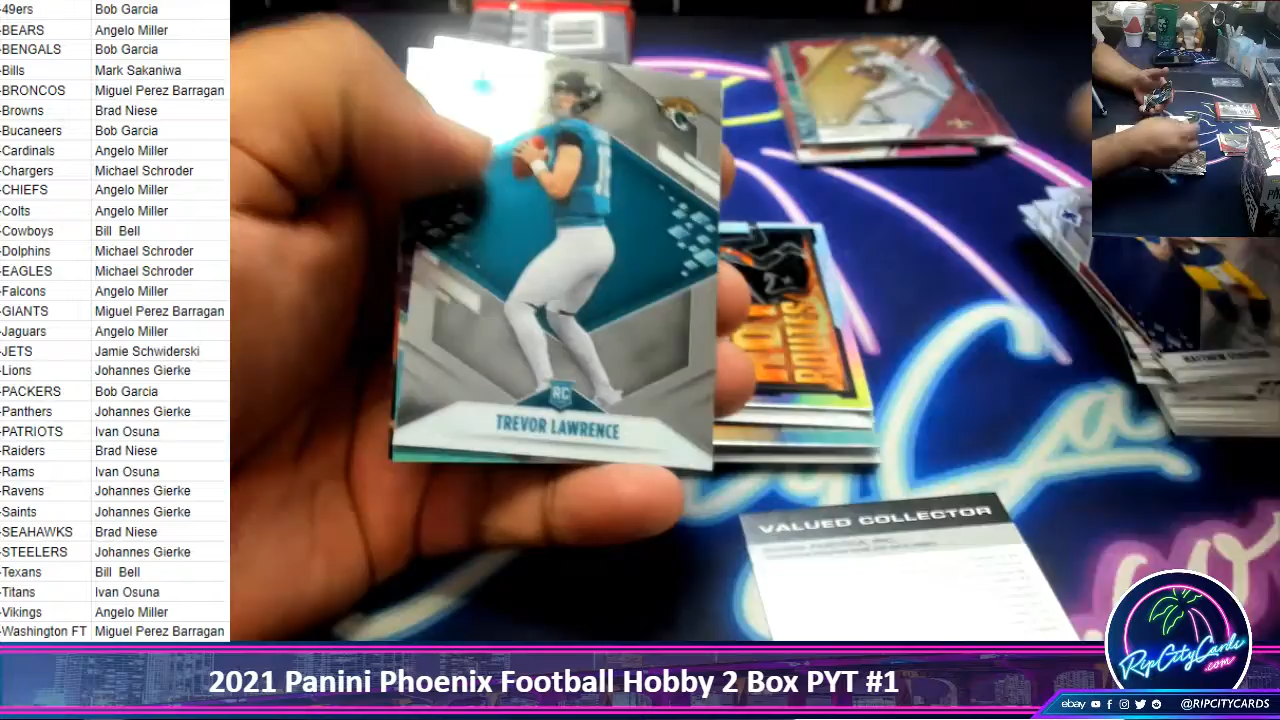 -49ers Bob Garcia
-BEARS Angelo Miller
-BENGALS Bob Garcia
-Bills Mark Sakaniwa
-BRONCOS Miguel Perez Barragan
-Browns Brad Niese
-Bucaneers Bob Garcia
-Cardinals Angelo Miller
-Chargers Michael Schroder
-CHIEFS Angelo Miller
-Colts Angelo Miller
-Cowboys Bill Bell
-Dolphins Michael Schroder
-EAGLES Michael Schroder
-Falcons Angelo Miller
-GIANTS Miguel Perez Barragan
-Jaguars Angelo Miller
-JETS Jamie Schwiderski
-Lions Johannes Gierke
-PACKERS Bob Garcia
-Panthers Johannes Gierke
-PATRIOTS Ivan Osuna
-Raiders Brad Niese
-Rams Ivan Osuna
-Ravens Johannes Gierke
-Saints Johannes Gierke
-SEAHAWKS Brad Niese
-STEELERS Johannes Gierke
-Texans Bill Bell
-Titans Ivan Osuna
-Vikings Angelo Miller
-Washington FT Miguel Perez Barragan
RC
TREVOR LAWRENCE
HOT
ROUTES
VALUED COLLECTOR
RipCityCards
.com
2021 Panini Phoenix Football Hobby 2 Box PYT #1
ebay
@RIPCITYCARDS